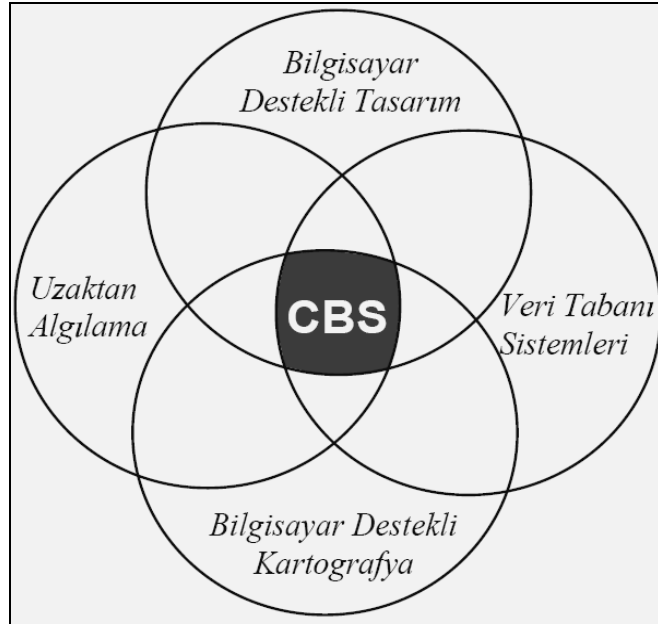 Bilgisayar
Destekli Tasarım
Uzaktan
Algılama
CBS
Veri Tabanı
Sistemleri
Bilgisayar Destekli
Kartografya